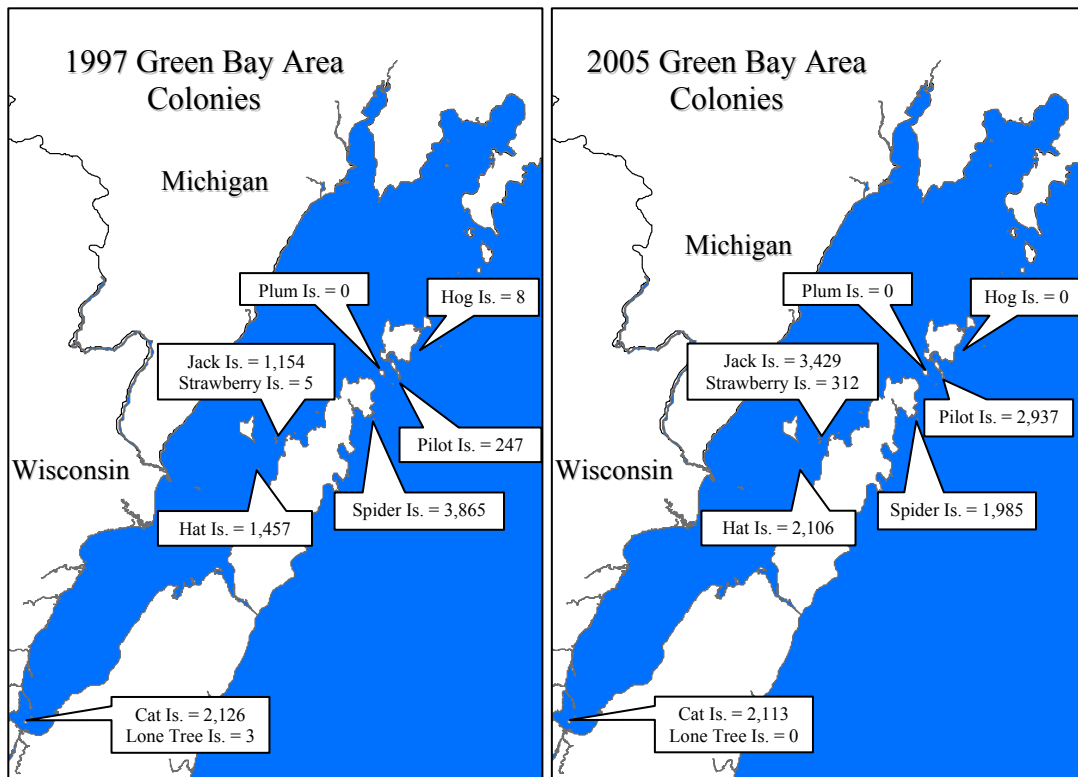 1997 Green Bay Area
Colonies
Michigan
Plum Is. = 0
Hog Is. = 8
Jack Is. = 1,154
Strawberry Is. = 5
Pilot Is. = 247
Wisconsin
Spider Is. = 3,865
Hat Is. = 1,457
Cat Is. = 2,126
Lone Tree Is. = 3
2005 Green Bay Area
Colonies
Michigan
Plum Is. = 0
Hog Is. = 0
Jack Is. = 3,429
Strawberry Is. = 312
Pilot Is. = 2,937
Wisconsin
Spider Is. = 1,985
Hat Is. = 2,106
Cat Is. = 2,113
Lone Tree Is. = 0